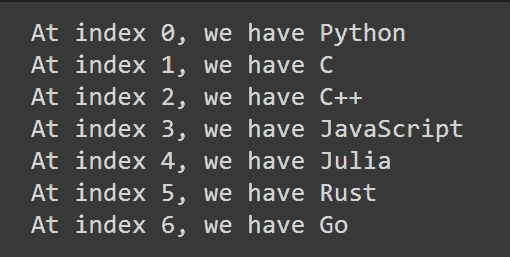 At index 0, we have Python
At index 1, we have C
At index 2, we have C++
At index 3, we have JavaScript
At index 4, we have Julia
At index 5, we have Rust
At index 6, we have Go